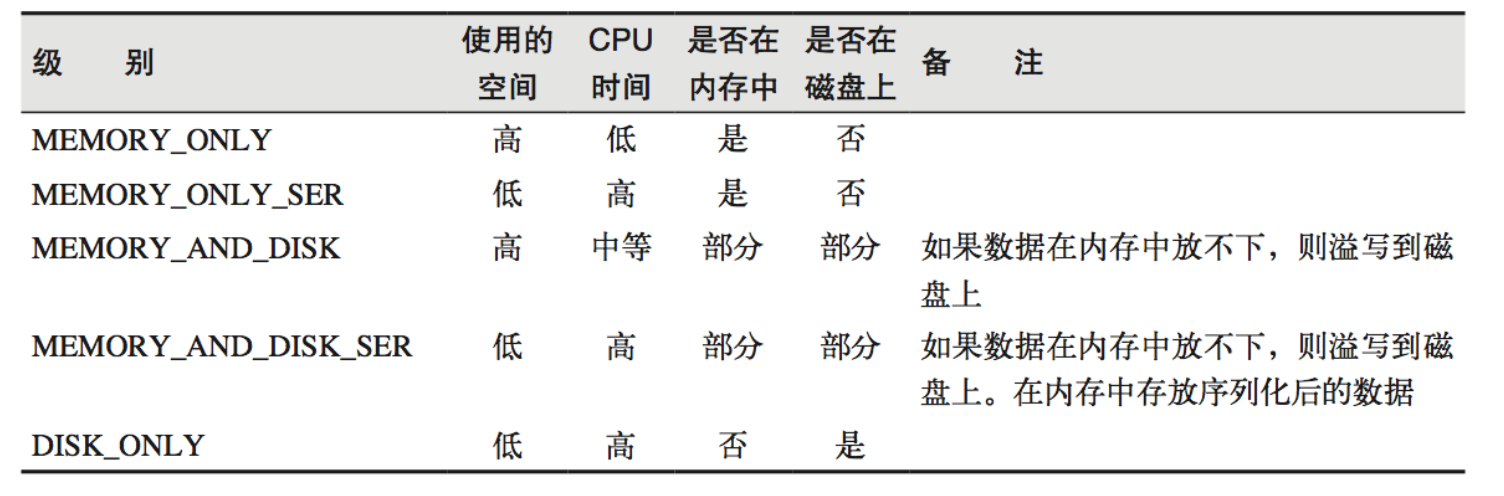 级 别 使用的空间 CPU时间 是否在内存中 是否在磁盘上 备 注
MEMORY_ONLY 高 低 是 否
MEMORY_ONLY_SER 低 高 是 否
MEMORY_AND_DISK 高 中等 部分 部分 如果数据在内存中放不下，则溢写到磁
盘上
MEMORY_AND_DISK_SER 低 高 部分 部分 如果数据在内存中放不下，则溢写到磁
盘上。在内存中存放序列化后的数据
DISK_ONLY 低 高 否 是